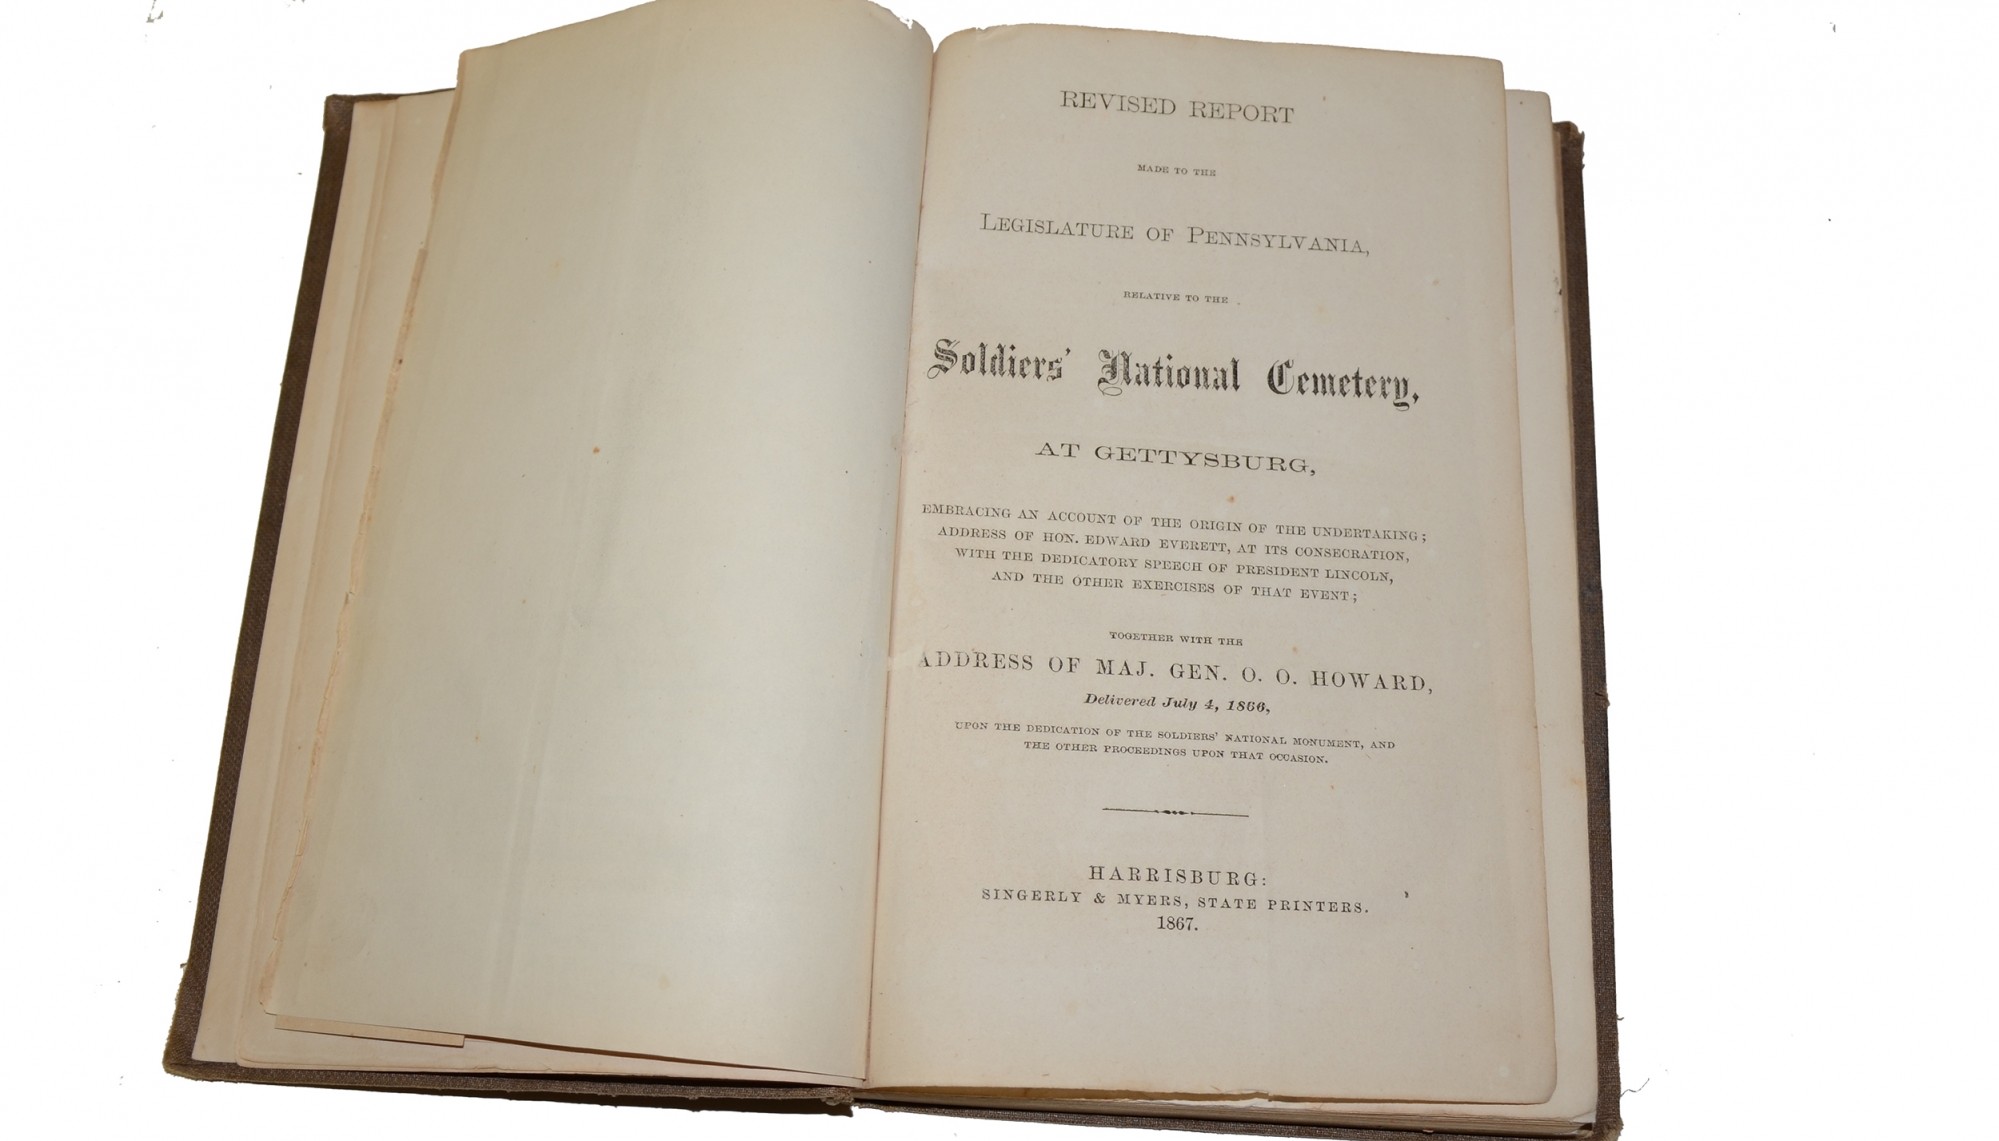 REVISED REPORT
MADE TO THE
LEGISLATURE OF PENNSYLVANIA,
RELATIVE TO THE
Soldiers' National Cemetery,
AT GETTYSBURG,
EMBRACING AN ACCOUNT OF THE ORIGIN OF THE UNDERTAKING;
ADDRESS OF HON. EDWARD EVERETT, AT ITS CONSECRATION,
WITH THE DEDICATORY SPEECH OF PRESIDENT LINCOLN,
AND THE OTHER EXERCISES OF THAT EVENT;
TOGETHER WITH THE
ADDRESS OF MAJ. GEN. O. O. HOWARD,
Delivered July 4, 1866,
UPON THE DEDICATION OF THE SOLDIERS' NATIONAL MONUMENT, AND
THE OTHER PROCEEDINGS UPON THAT OCCASION.
HARRISBURG:
SINGERLY & MYERS, STATE PRINTERS.
1867.